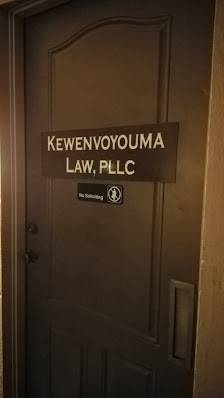 KEWENVOYOUMA
LAW, PLLC
No Soliciting